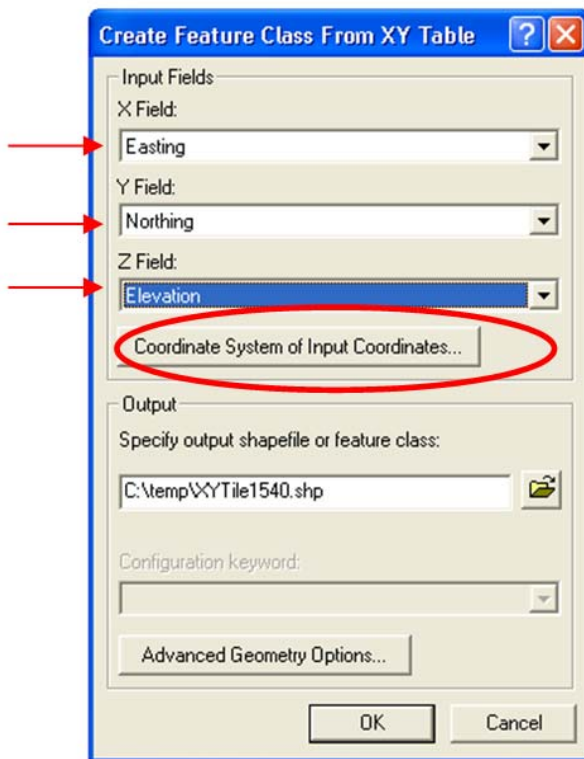 Create Feature Class From XY Table
Input Fields
X Field:
Easting
Y Field:
Northing
Z Field:
Elevation
Coordinate System of Input Coordinates...
Output
Specify output shapefile or feature class:
C:\temp\XYTile1540.shp
Configuration keyword:
Advanced Geometry Options...
OK Cancel